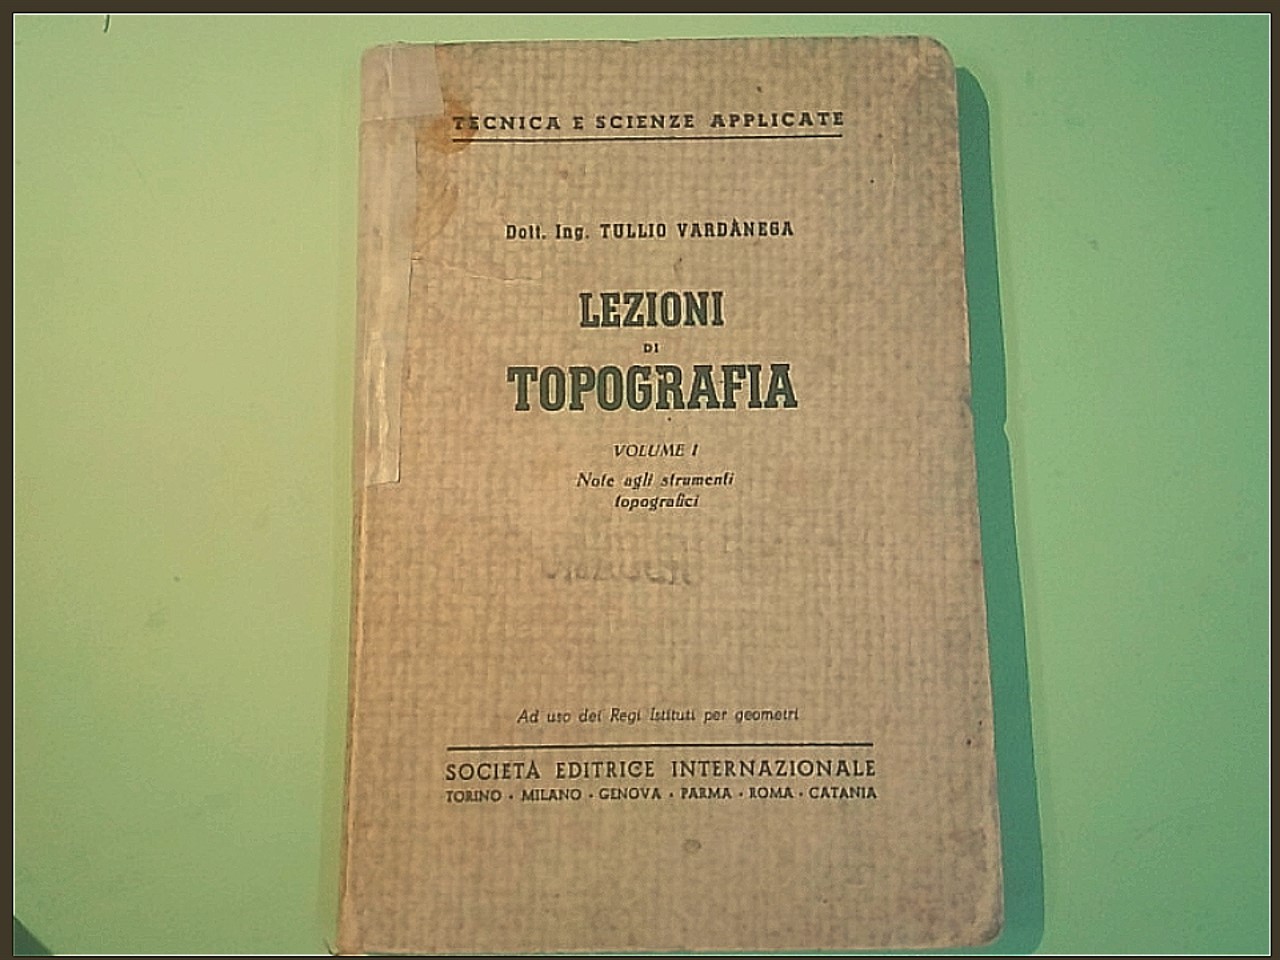 TECNICA E SCIENZE APPLICATE
Dott. Ing. TULLIO VARDÀNEGA
LEZIONI
DI
TOPOGRAFIA
VOLUME I
Note agli strumenti
topografici
Ad uso dei Regi Istituti per geometri
SOCIETÀ EDITRICE INTERNAZIONALE
TORINO · MILANO · GENOVA · PARMA · ROMA · CATANIA